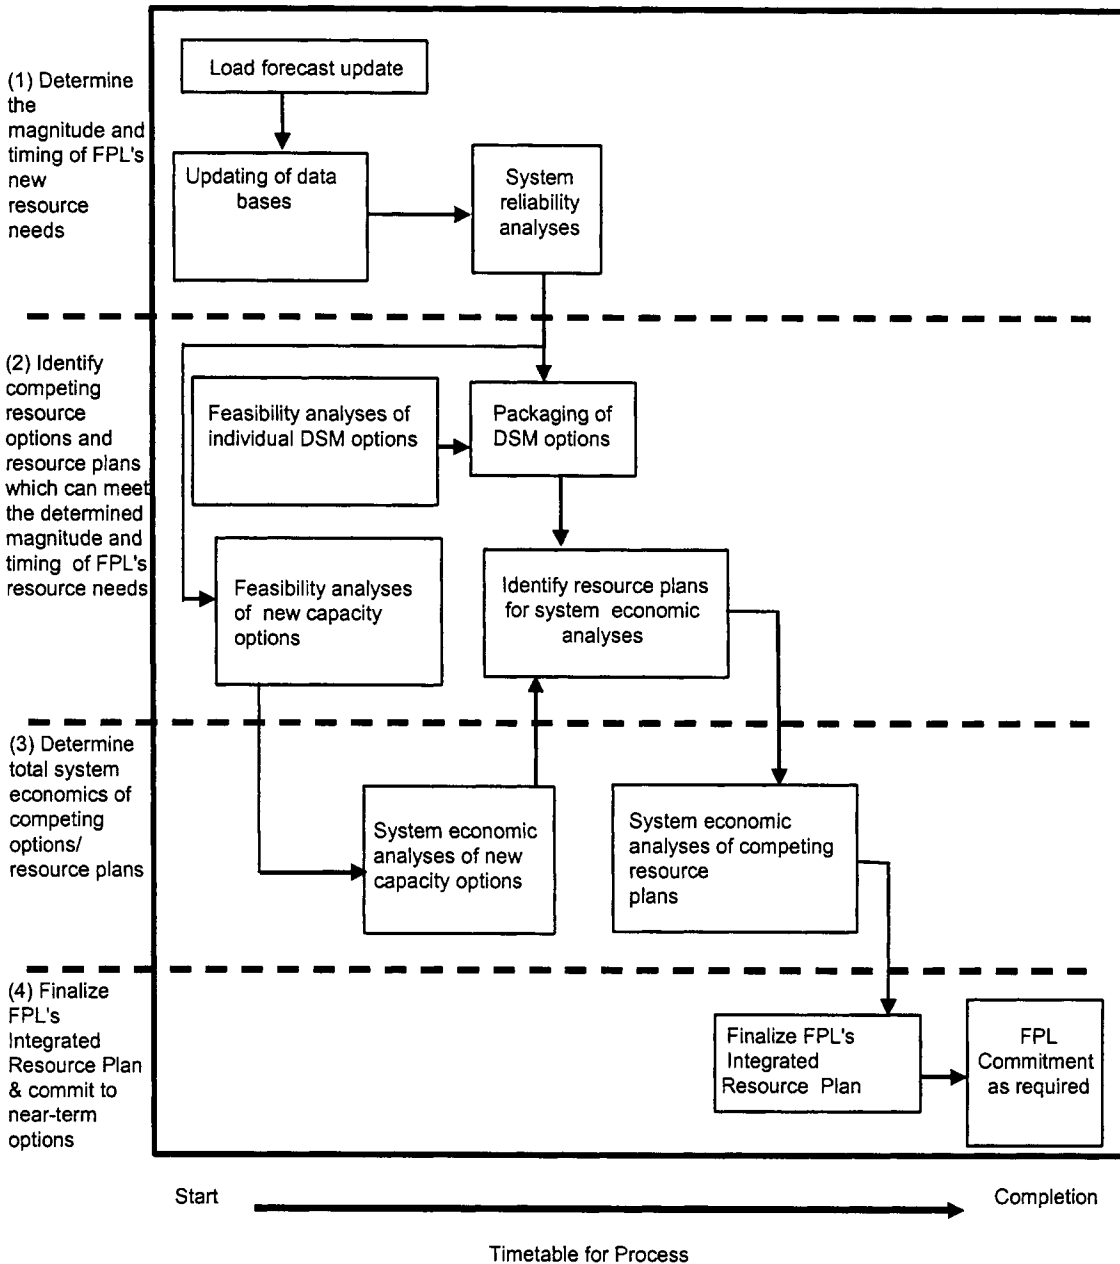 (1) Determine
the
magnitude and
timing of FPL's
new
resource
needs
Load forecast update
Updating of data
bases
System
reliability
analyses
(2) Identify
competing
resource
options and
resource plans
which can meet
the determined
magnitude and
timing of FPL's
resource needs
Feasibility analyses of
individual DSM options
Packaging of
DSM options
Feasibility analyses
of new capacity
options
Identify resource plans
for system economic
analyses
(3) Determine
total system
economics of
competing
options/
resource plans
System economic
analyses of new
capacity options
System economic
analyses of competing
resource
plans
(4) Finalize
FPL's
Integrated
Resource Plan
& commit to
near-term
options
Finalize FPL's
Integrated
Resource Plan
FPL
Commitment
as required
Start
Completion
Timetable for Process